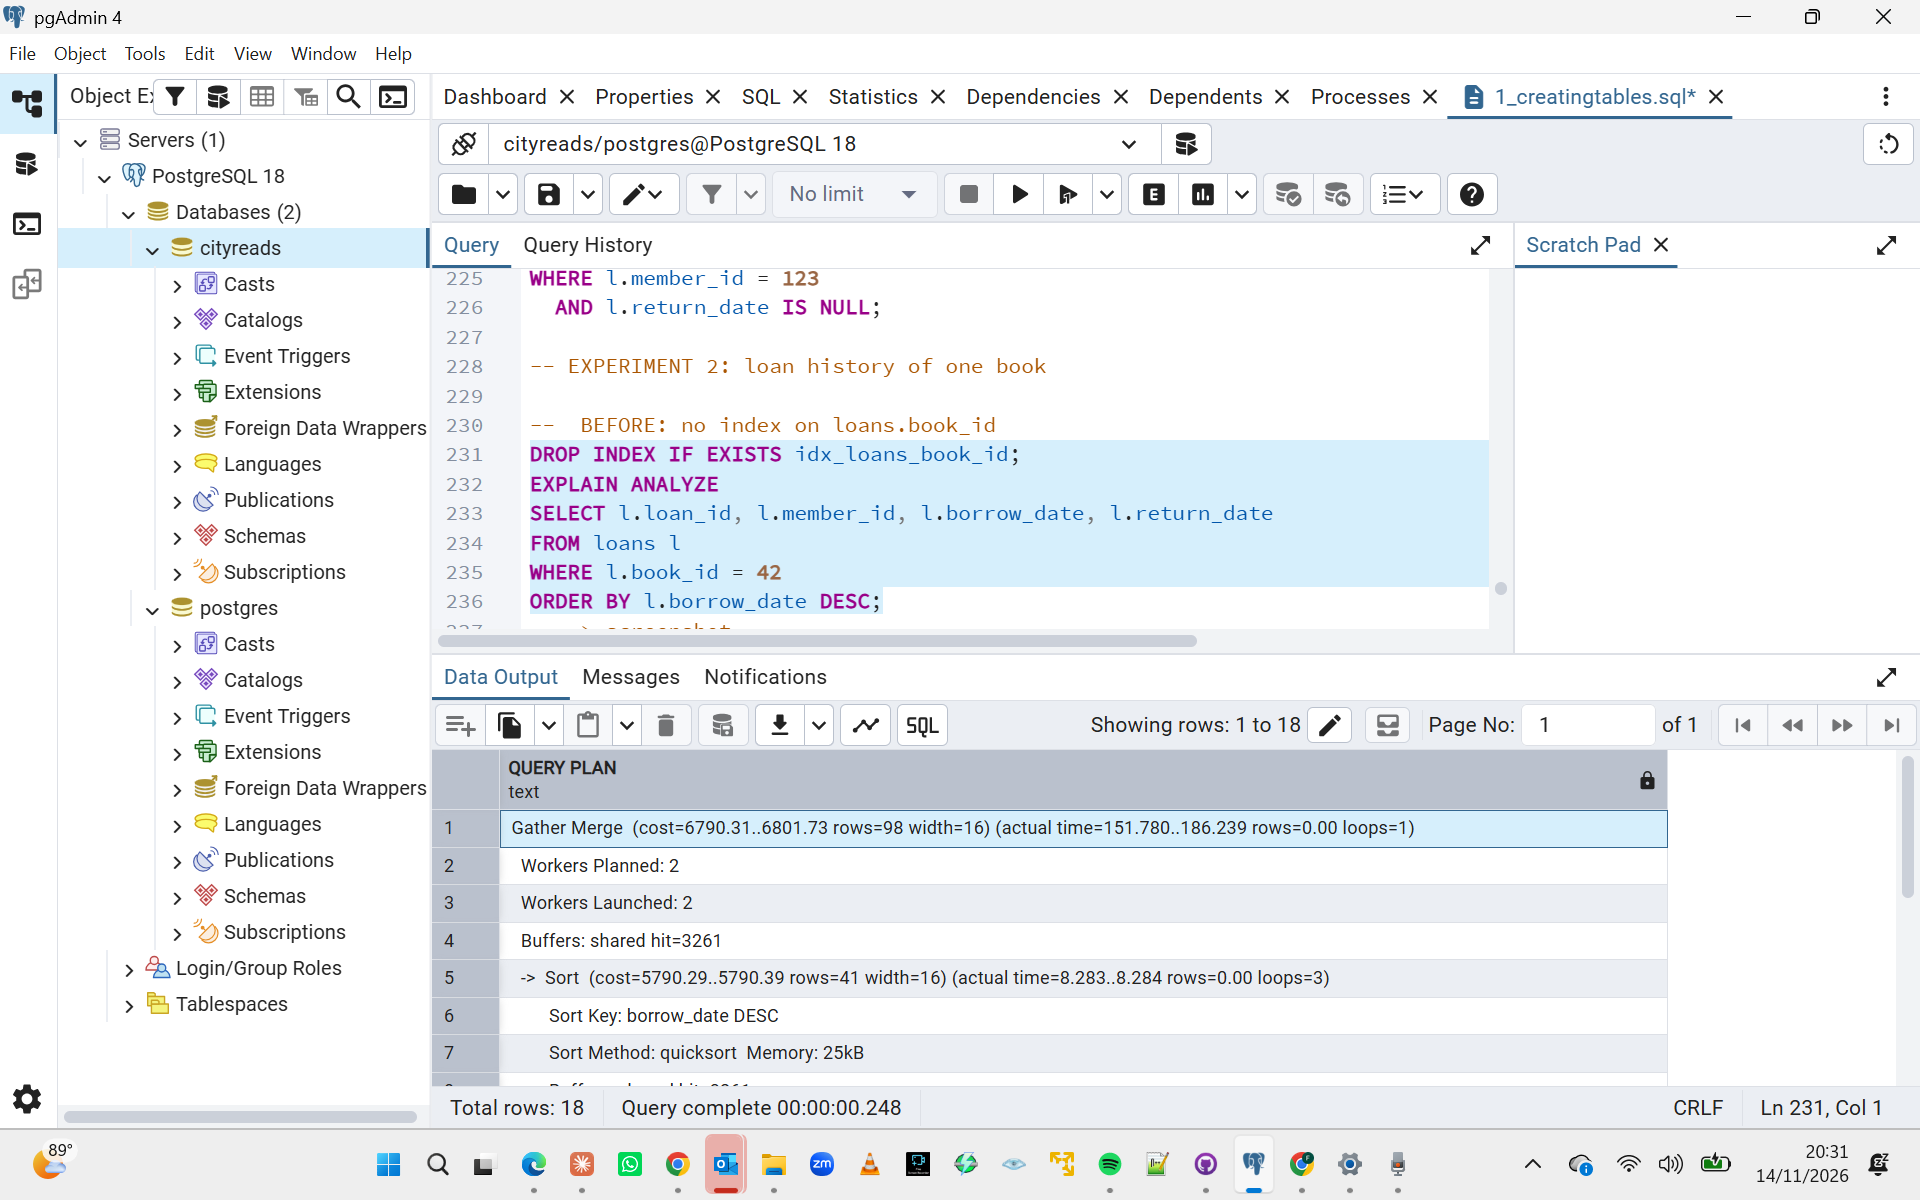 pgAdmin 4
File Object Tools Edit View Window Help
Object Ex
Dashboard Properties SQL Statistics Dependencies Dependents Processes 1_creatingtables.sql*
Servers (1)
PostgreSQL 18
Databases (2)
cityreads
Casts
Catalogs
Event Triggers
Extensions
Foreign Data Wrappers
Languages
Publications
Schemas
Subscriptions
postgres
Casts
Catalogs
Event Triggers
Extensions
Foreign Data Wrappers
Languages
Publications
Schemas
Subscriptions
Login/Group Roles
Tablespaces
cityreads/postgres@PostgreSQL 18
No limit
E
Query Query History
Scratch Pad
225 WHERE l.member_id = 123
226 AND l.return_date IS NULL;
227
228 -- EXPERIMENT 2: loan history of one book
229
230 -- BEFORE: no index on loans.book_id
231 DROP INDEX IF EXISTS idx_loans_book_id;
232 EXPLAIN ANALYZE
233 SELECT l.loan_id, l.member_id, l.borrow_date, l.return_date
234 FROM loans l
235 WHERE l.book_id = 42
236 ORDER BY l.borrow_date DESC;
Data Output Messages Notifications
SQL
Showing rows: 1 to 18
Page No: 1 of 1
QUERY PLAN
text
1 Gather Merge (cost=6790.31..6801.73 rows=98 width=16) (actual time=151.780..186.239 rows=0.00 loops=1)
2 Workers Planned: 2
3 Workers Launched: 2
4 Buffers: shared hit=3261
5 -> Sort (cost=5790.29..5790.39 rows=41 width=16) (actual time=8.283..8.284 rows=0.00 loops=3)
6 Sort Key: borrow_date DESC
7 Sort Method: quicksort Memory: 25kB
Total rows: 18 Query complete 00:00:00.248
CRLF Ln 231, Col 1
89°
zm
20:31
14/11/2026